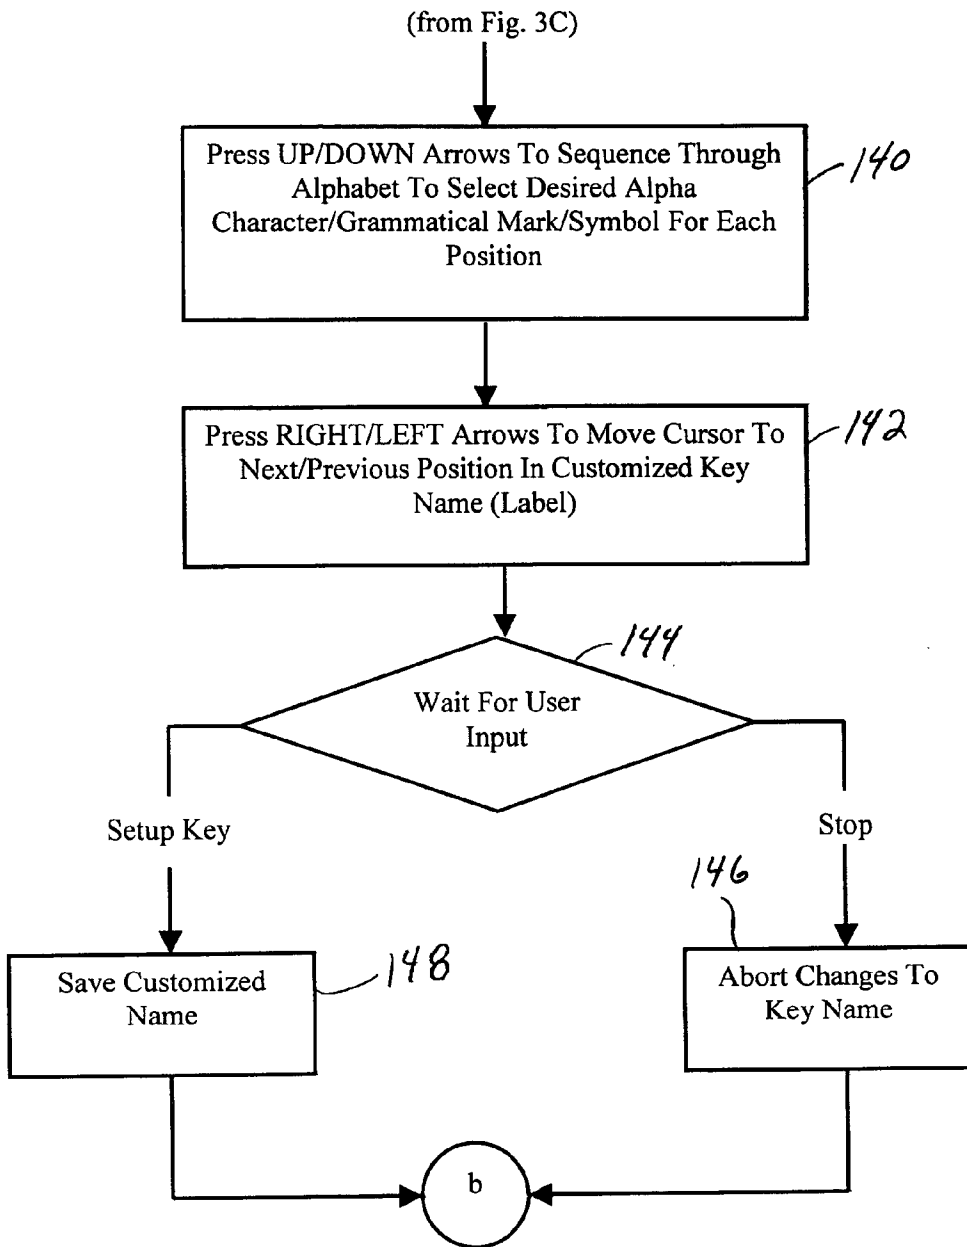 (from Fig. 3C)
Press UP/DOWN Arrows To Sequence Through
Alphabet To Select Desired Alpha
Character/Grammatical Mark/Symbol For Each
Position
140
Press RIGHT/LEFT Arrows To Move Cursor To
Next/Previous Position In Customized Key
Name (Label)
142
144
Wait For User
Input
Setup Key
Stop
146
Save Customized
Name
148
Abort Changes To
Key Name
b